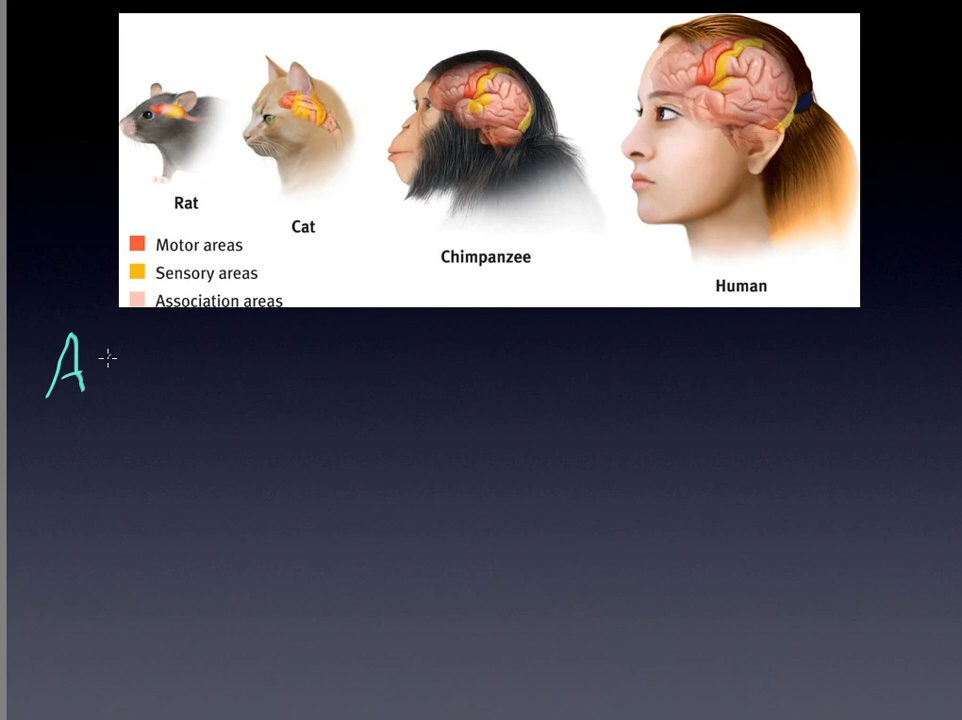 Rat
Cat
Chimpanzee
Human
Motor areas
Sensory areas
Association areas
A